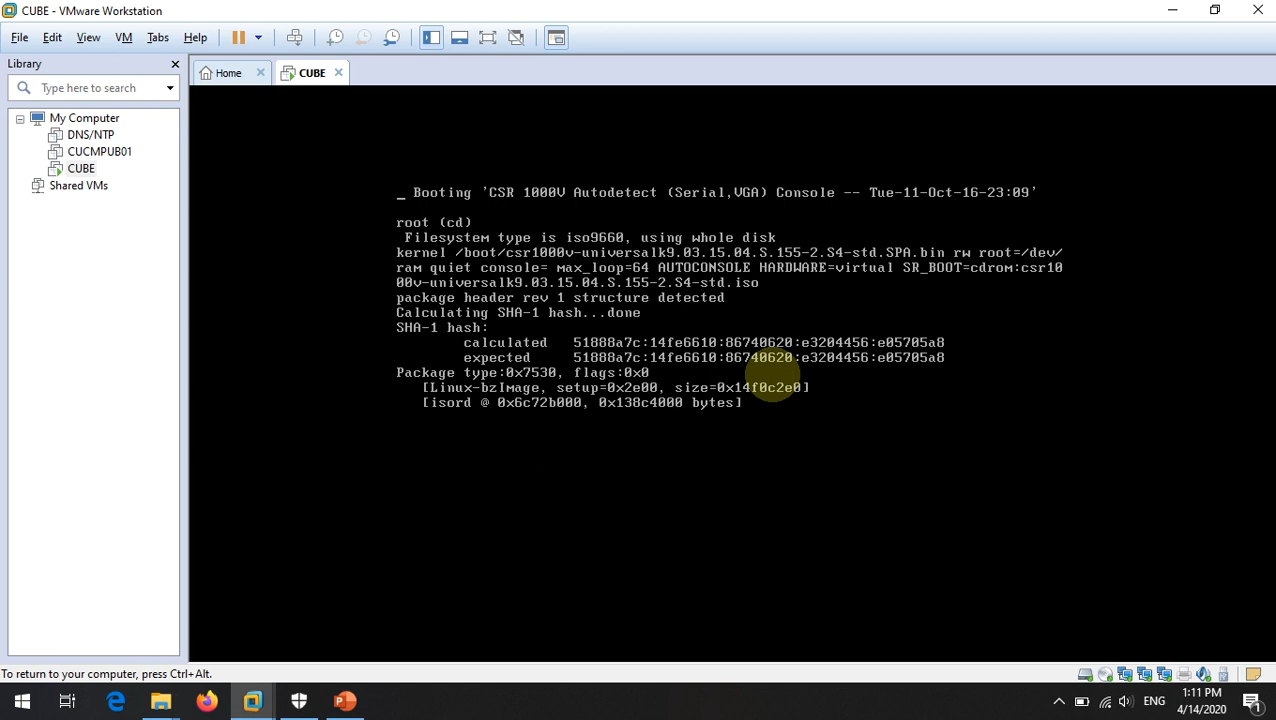 CUBE - VMware Workstation
File Edit View VM Tabs Help
Library
Type here to search
My Computer
DNS/NTP
CUCMPUB01
CUBE
Shared VMs
Home
CUBE
_ Booting 'CSR 1000V Autodetect (Serial,VGA) Console -- Tue-11-Oct-16-23:09'
root (cd)
Filesystem type is iso9660, using whole disk
kernel /boot/csr1000v-universalk9.03.15.04.S.155-2.S4-std.SPA.bin rw root=/dev/
ram quiet console= max_loop=64 AUTOCONSOLE HARDWARE=virtual SR_BOOT=cdrom:csr10
00v-universalk9.03.15.04.S.155-2.S4-std.iso
package header rev 1 structure detected
Calculating SHA-1 hash...done
SHA-1 hash:
calculated 51888a7c:14fe6610:86740620:e3204456:e05705a8
expected 51888a7c:14fe6610:86740620:e3204456:e05705a8
Package type:0x7530, flags:0x0
[Linux-bzImage, setup=0x2e00, size=0x14f0c2e0]
[isord @ 0x6c72b000, 0x138c4000 bytes]
To return to your computer, press Ctrl+Alt.
ENG
1:11 PM
4/14/2020
1